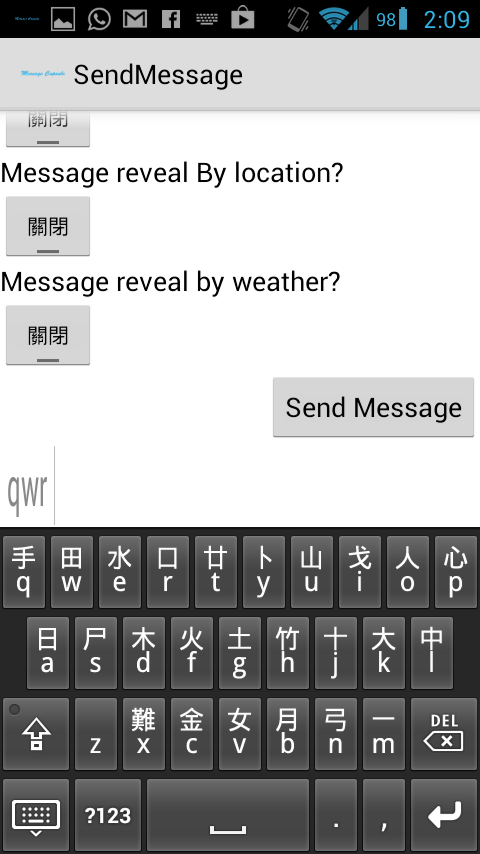 98 2:09
SendMessage
關閉
Message reveal By location?
關閉
Message reveal by weather?
關閉
Send Message
qwr
手 田 水 口 廿 卜 山 戈 人 心
q w e r t y u i o p
日 尸 木 火 土 竹 十 大 中
a s d f g h j k l
難 金 女 月 弓 一 DEL
z x c v b n m
?123 . ,